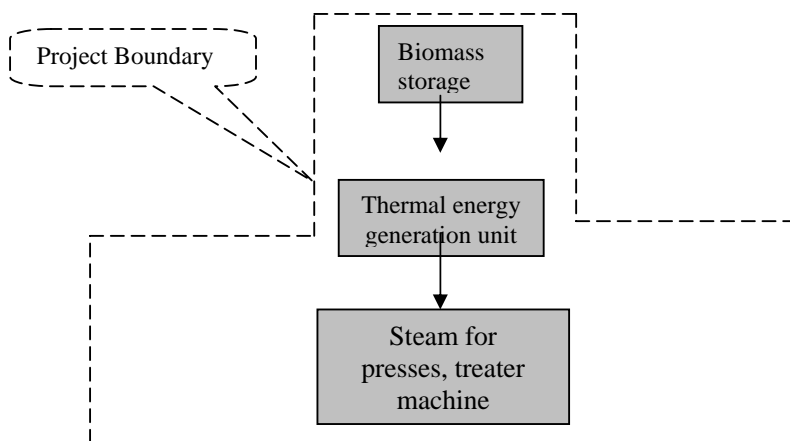 Project Boundary
Biomass
storage
Thermal energy
generation unit
Steam for
presses, treater
machine